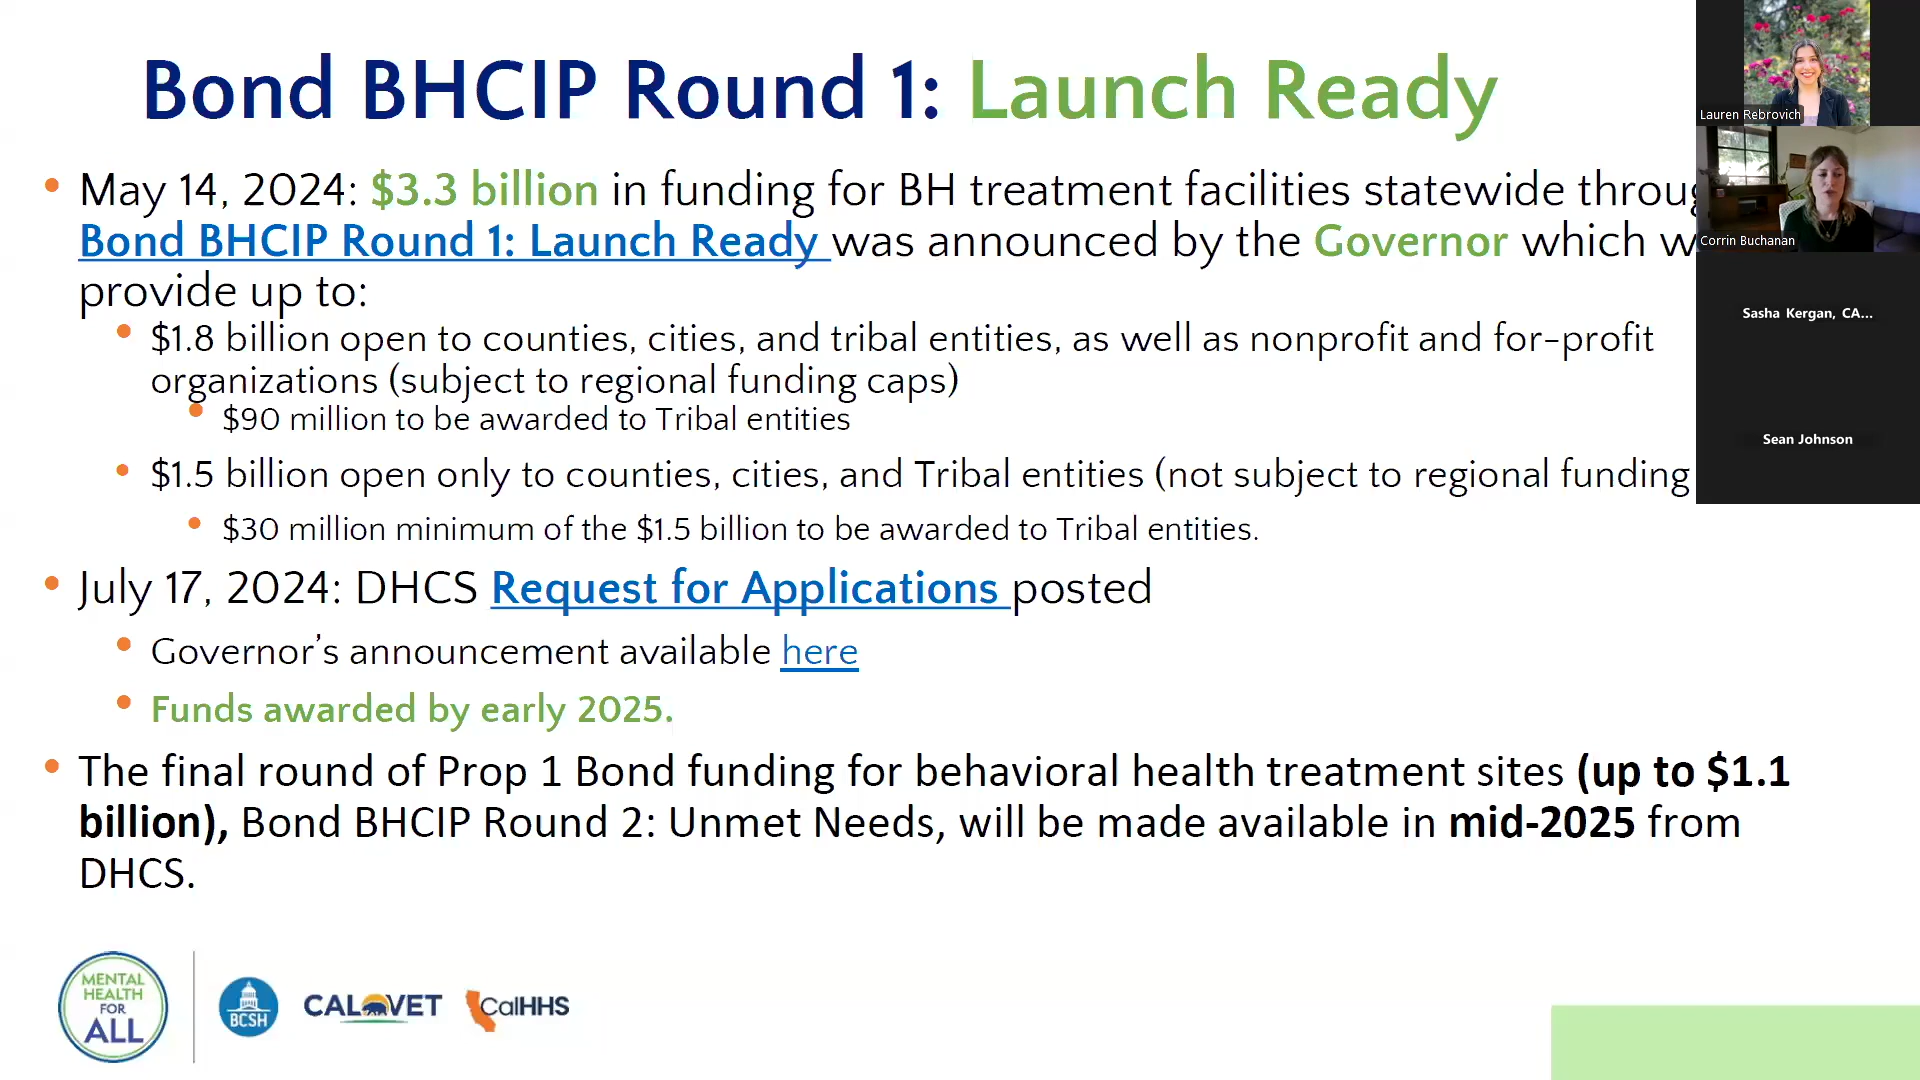 Bond BHCIP Round 1: Launch Ready
May 14, 2024: $3.3 billion in funding for BH treatment facilities statewide
Bond BHCIP Round 1: Launch Ready was announced by the Governor which
provide up to:
$1.8 billion open to counties, cities, and tribal entities, as well as nonprofit and for-profit
organizations (subject to regional funding caps)
$90 million to be awarded to Tribal entities
$1.5 billion open only to counties, cities, and Tribal entities (not subject to regional funding
$30 million minimum of the $1.5 billion to be awarded to Tribal entities.
July 17, 2024: DHCS Request for Applications posted
Governor's announcement available here
Funds awarded by early 2025.
The final round of Prop 1 Bond funding for behavioral health treatment sites (up to $1.1
billion), Bond BHCIP Round 2: Unmet Needs, will be made available in mid-2025 from
DHCS.
MENTAL
HEALTH
FOR
ALL
BCSH
CALVET
CalHHS
Lauren Rebrovich
Corrin Buchanan
Sasha Kergan, CA...
Sean Johnson